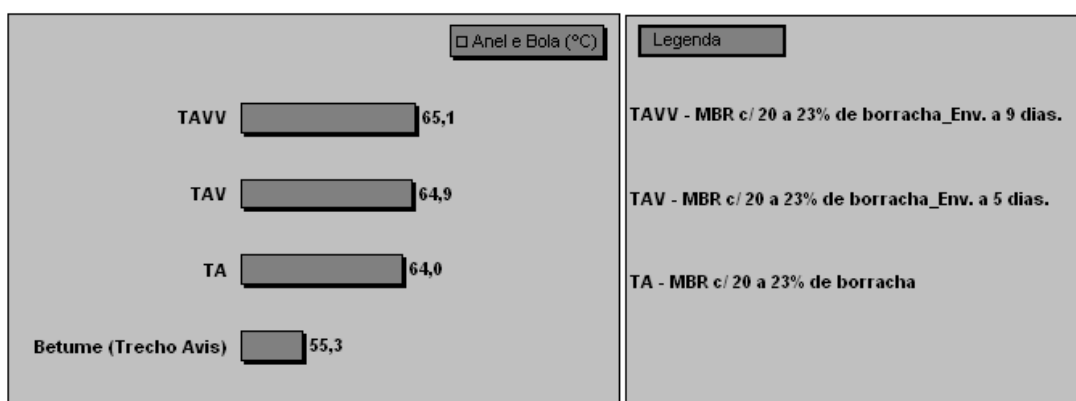 Anel e Bola (ºC)
TAVV 65,1
TAV 64,9
TA 64,0
Betume (Trecho Avis) 55,3
Legenda
TAVV - MBR c/ 20 a 23% de borracha_Env. a 9 dias.
TAV - MBR c/ 20 a 23% de borracha_Env. a 5 dias.
TA - MBR c/ 20 a 23% de borracha